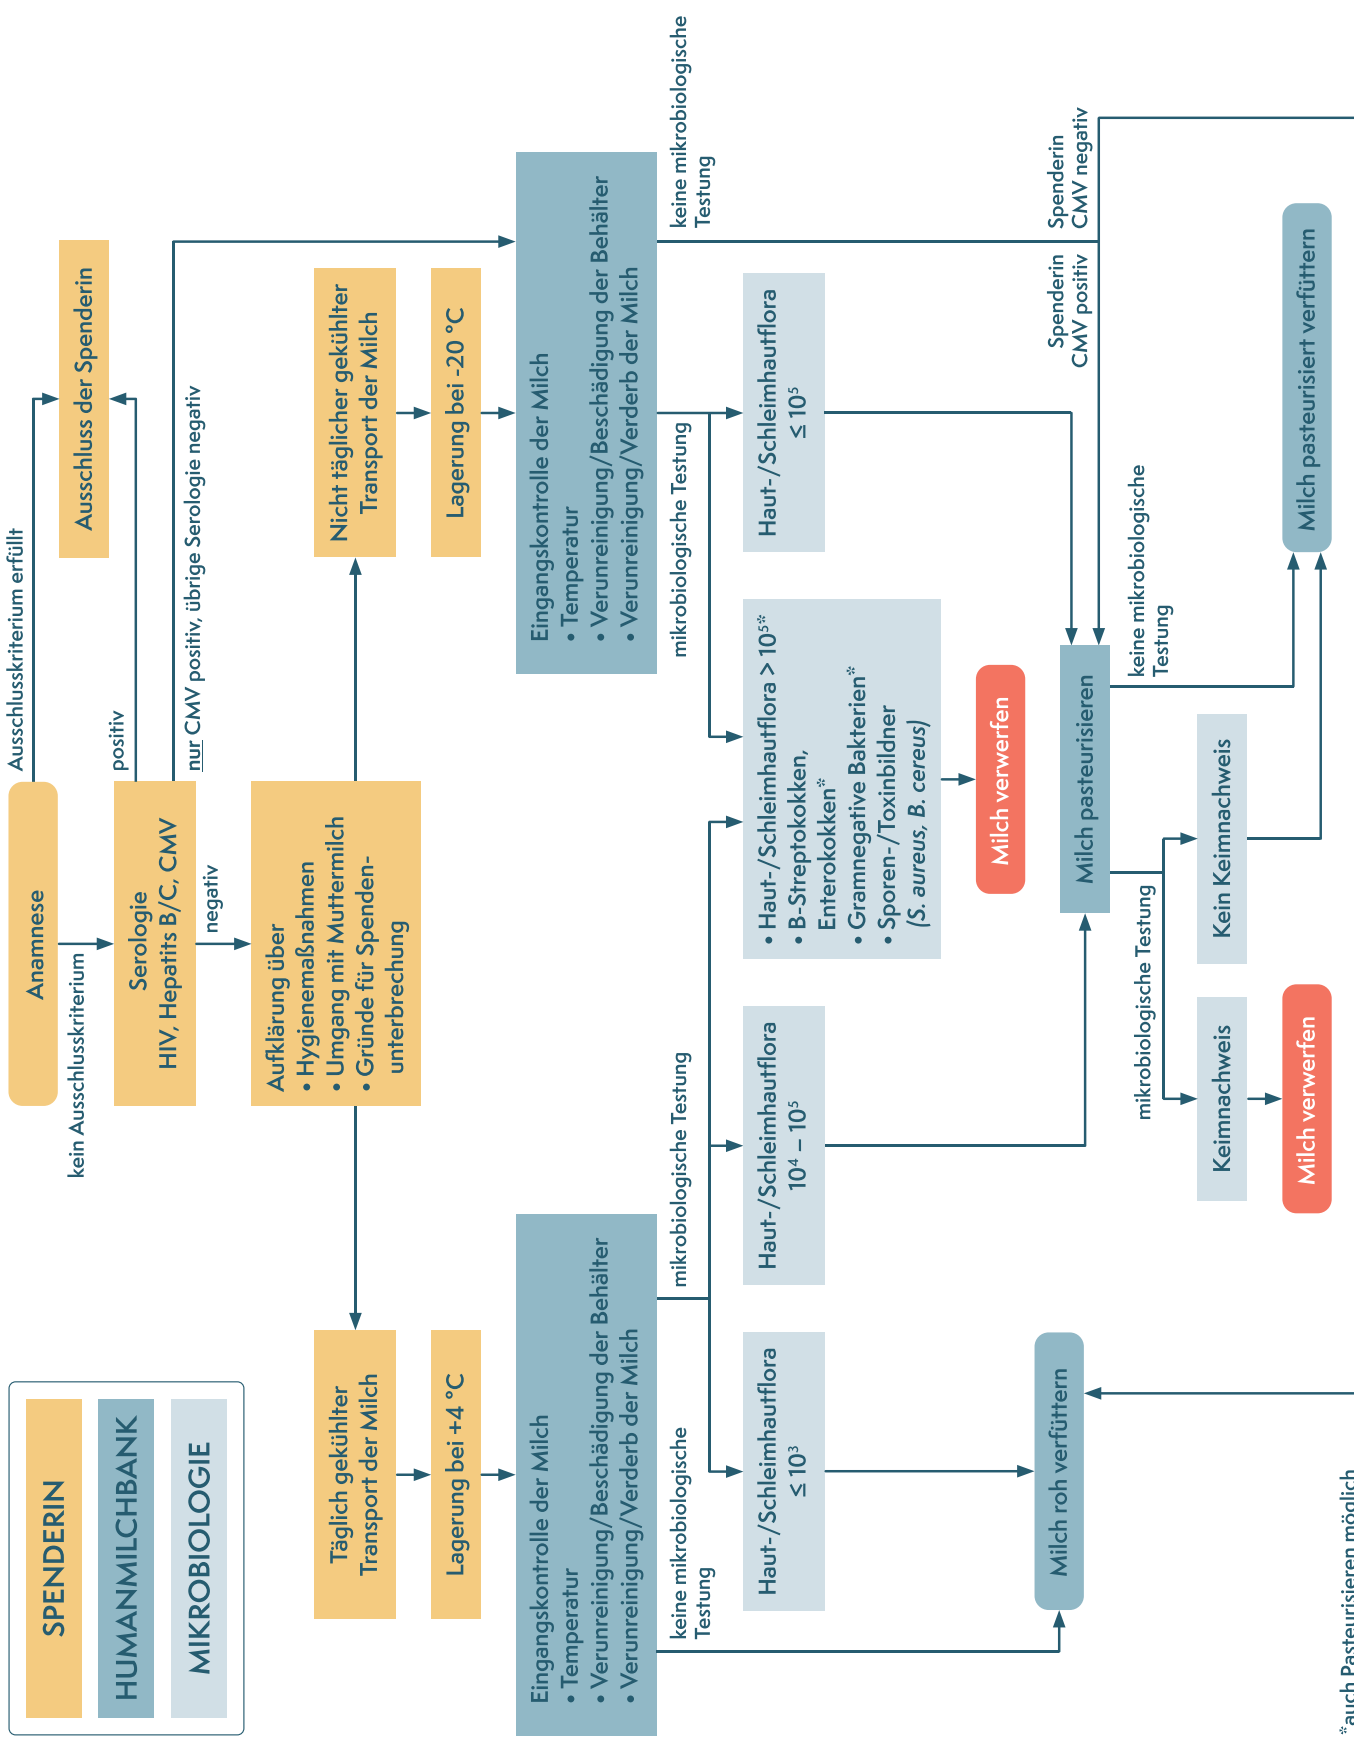 SPENDERIN
HUMANMILCHBANK
MIKROBIOLOGIE
Anamnese
Ausschlusskriterium erfüllt
kein Ausschlusskriterium
Ausschluss der Spenderin
Serologie
HIV, Hepatits B/C, CMV
positiv
nur CMV positiv, übrige Serologie negativ
negativ
Aufklärung über
• Hygienemaßnahmen
• Umgang mit Muttermilch
• Gründe für Spenden-
unterbrechung
Täglich gekühlter
Transport der Milch
Nicht täglicher gekühlter
Transport der Milch
Lagerung bei +4 °C
Lagerung bei -20 °C
Eingangskontrolle der Milch
• Temperatur
• Verunreinigung/Beschädigung der Behälter
• Verunreinigung/Verderb der Milch
Eingangskontrolle der Milch
• Temperatur
• Verunreinigung/Beschädigung der Behälter
• Verunreinigung/Verderb der Milch
keine mikrobiologische
Testung
mikrobiologische Testung
mikrobiologische Testung
keine mikrobiologische
Testung
Haut-/Schleimhautflora
≤ 10³
Haut-/Schleimhautflora
10⁴ – 10⁵
• Haut-/Schleimhautflora > 10⁵*
• B-Streptokokken,
Enterokokken*
• Gramnegative Bakterien*
• Sporen-/Toxinbildner
(S. aureus, B. cereus)
Haut-/Schleimhautflora
≤ 10⁵
Milch verwerfen
Spenderin
CMV positiv
Spenderin
CMV negativ
Milch roh verfüttern
Milch pasteurisieren
mikrobiologische Testung
keine mikrobiologische
Testung
Keimnachweis
Kein Keimnachweis
Milch verwerfen
Milch pasteurisiert verfüttern
*auch Pasteurisieren möglich